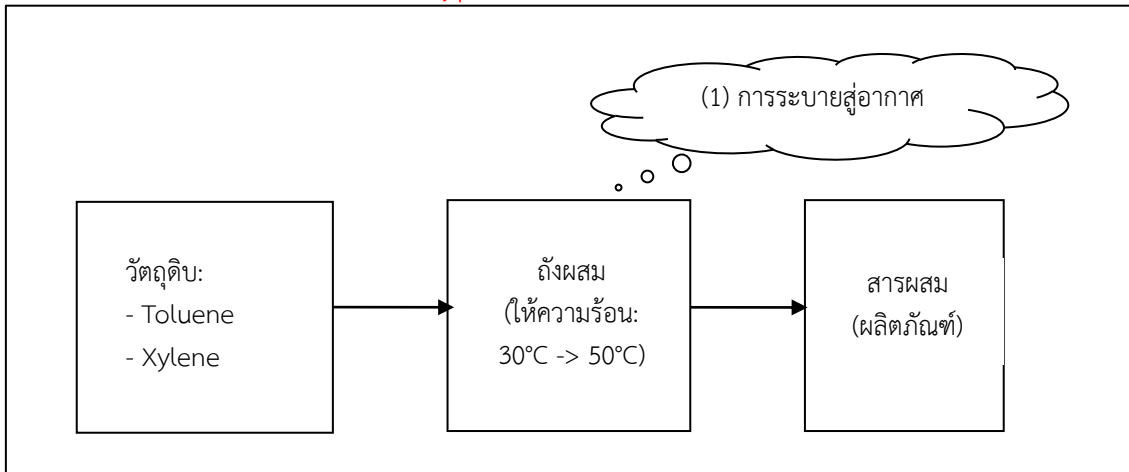 (1) การระบายสู่อากาศ
วัตถุดิบ:
- Toluene
- Xylene
ถังผสม
(ให้ความร้อน:
30°C -> 50°C)
สารผสม
(ผลิตภัณฑ์)